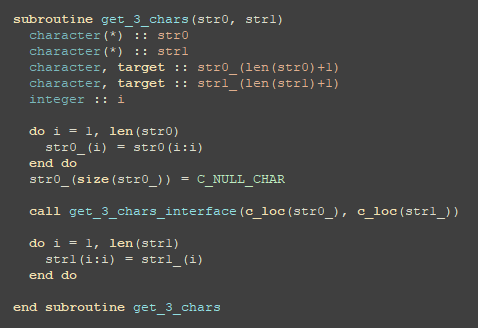 subroutine get_3_chars(str0, str1)
  character(*) :: str0
  character(*) :: str1
  character, target :: str0_(len(str0)+1)
  character, target :: str1_(len(str1)+1)
  integer :: i

  do i = 1, len(str0)
    str0_(i) = str0(i:i)
  end do
  str0_(size(str0_)) = C_NULL_CHAR

  call get_3_chars_interface(c_loc(str0_), c_loc(str1_))

  do i = 1, len(str1)
    str1(i:i) = str1_(i)
  end do

end subroutine get_3_chars